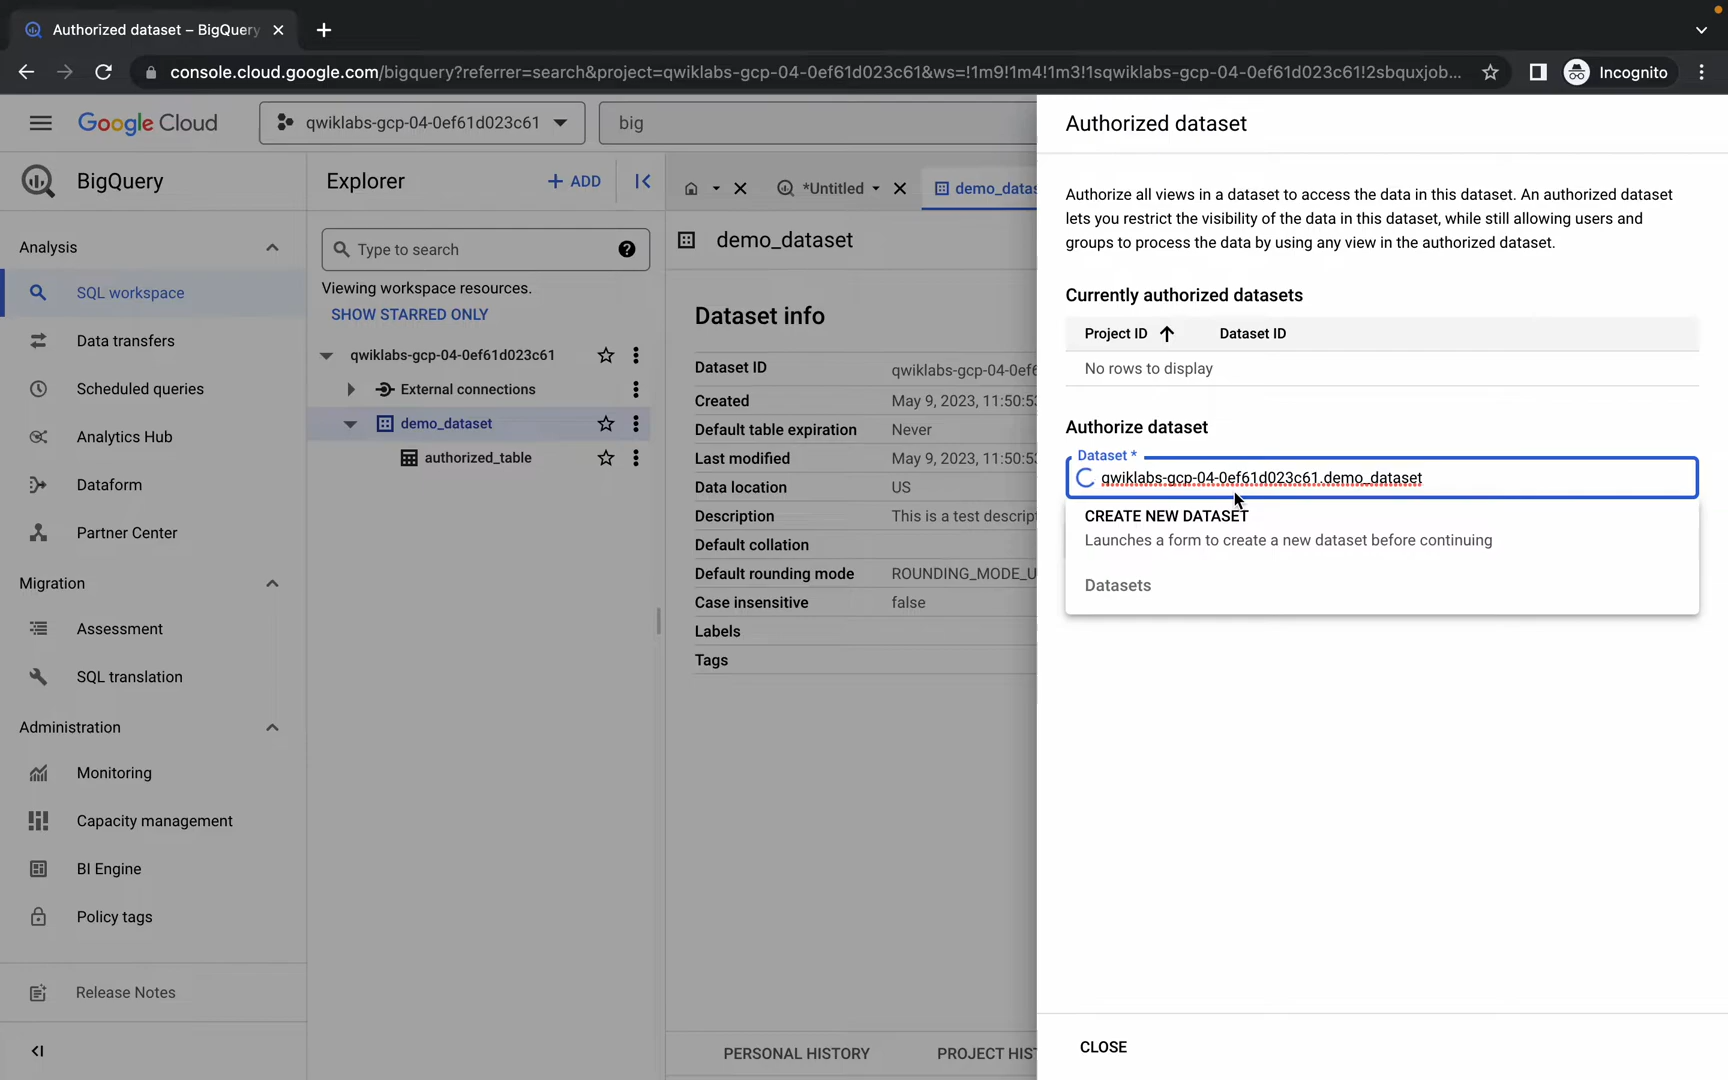 Authorized dataset – BigQuery
console.cloud.google.com/bigquery?referrer=search&project=qwiklabs-gcp-04-0ef61d023c61&ws=!1m9!1m4!1m3!1sqwiklabs-gcp-04-0ef61d023c61!2sbquxjob...
Incognito
Google Cloud
qwiklabs-gcp-04-0ef61d023c61
big
BigQuery
Analysis
SQL workspace
Data transfers
Scheduled queries
Analytics Hub
Dataform
Partner Center
Migration
Assessment
SQL translation
Administration
Monitoring
Capacity management
BI Engine
Policy tags
Release Notes
Explorer
+ ADD
Type to search
Viewing workspace resources.
SHOW STARRED ONLY
qwiklabs-gcp-04-0ef61d023c61
External connections
demo_dataset
authorized_table
*Untitled
demo_datas
demo_dataset
Dataset info
Dataset ID qwiklabs-gcp-04-0ef6
Created May 9, 2023, 11:50:53
Default table expiration Never
Last modified May 9, 2023, 11:50:53
Data location US
Description This is a test descript
Default collation
Default rounding mode ROUNDING_MODE_U
Case insensitive false
Labels
Tags
PERSONAL HISTORY PROJECT HIST
Authorized dataset
Authorize all views in a dataset to access the data in this dataset. An authorized dataset
lets you restrict the visibility of the data in this dataset, while still allowing users and
groups to process the data by using any view in the authorized dataset.
Currently authorized datasets
Project ID Dataset ID
No rows to display
Authorize dataset
Dataset *
qwiklabs-gcp-04-0ef61d023c61.demo_dataset
CREATE NEW DATASET
Launches a form to create a new dataset before continuing
Datasets
CLOSE